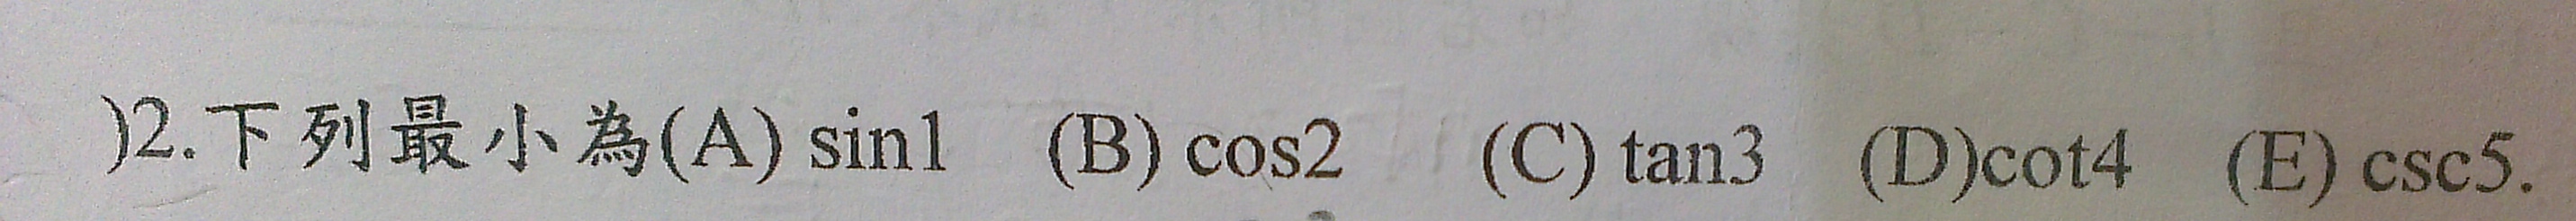 )2.下列最小為(A) sin1 (B) cos2 (C) tan3 (D)cot4 (E) csc5.